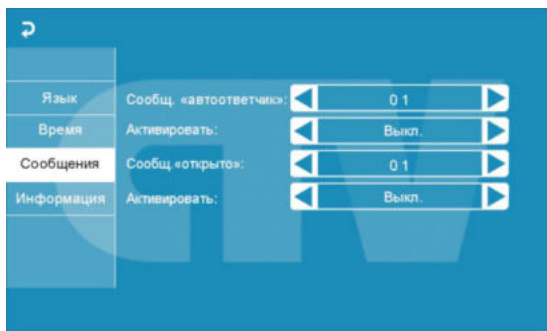 Язык
Время
Сообщения
Информация
Сообщ. «автоответчик»: 0 1
Активировать: Выкл.
Сообщ.«открыто»: 0 1
Активировать: Выкл.